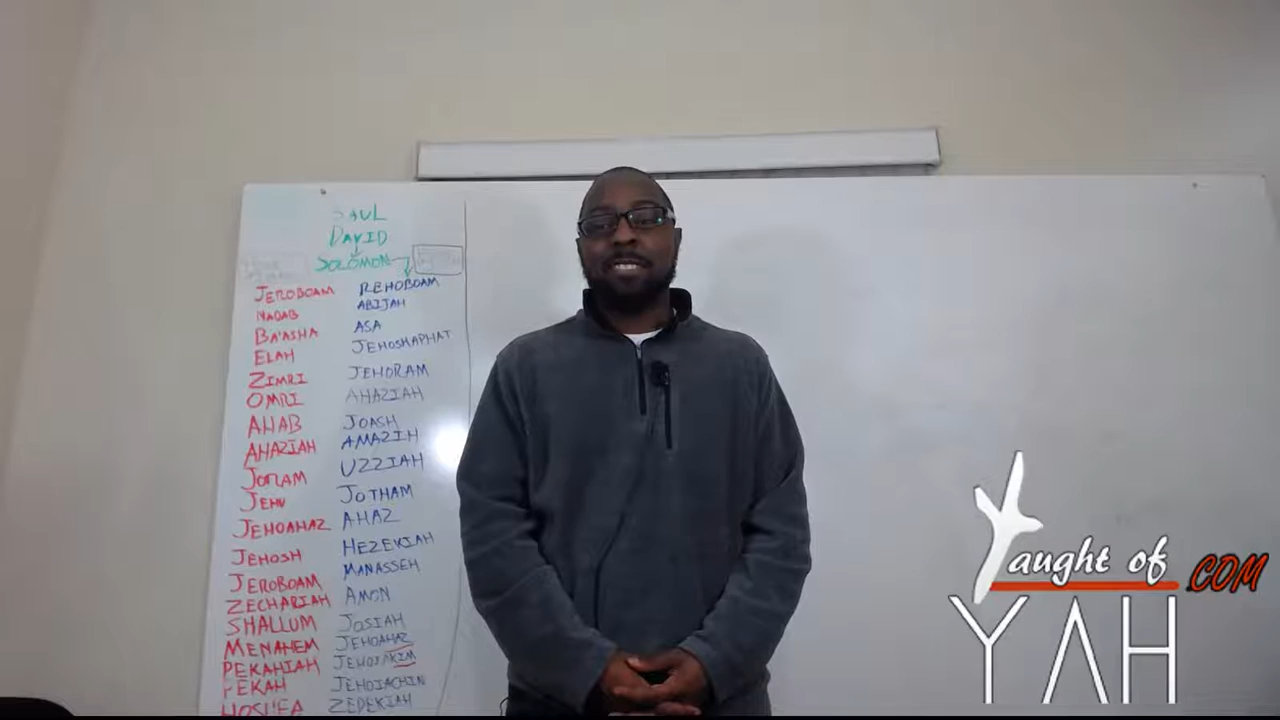 SAUL
DAVID
SOLOMON
JEROBOAM
NADAB
BA'ASHA
ELAH
ZIMRI
OMRI
AHAB
AHAZIAH
JORAM
JEHU
JEHOAHAZ
JEHOSH
JEROBOAM
ZECHARIAH
SHALLUM
MENAHEM
PEKAHIAH
PEKAH
HOSHEA
REHOBOAM
ABIJAH
ASA
JEHOSHAPHAT
JEHORAM
AHAZIAH
JOASH
AMAZIH
UZZIAH
JOTHAM
AHAZ
HEZEKIAH
MANASSEH
AMON
JOSIAH
JEHOAHAZ
JEHOIAKIM
JEHOIACHIN
ZEDEKIAH
Taught of .COM
YAH